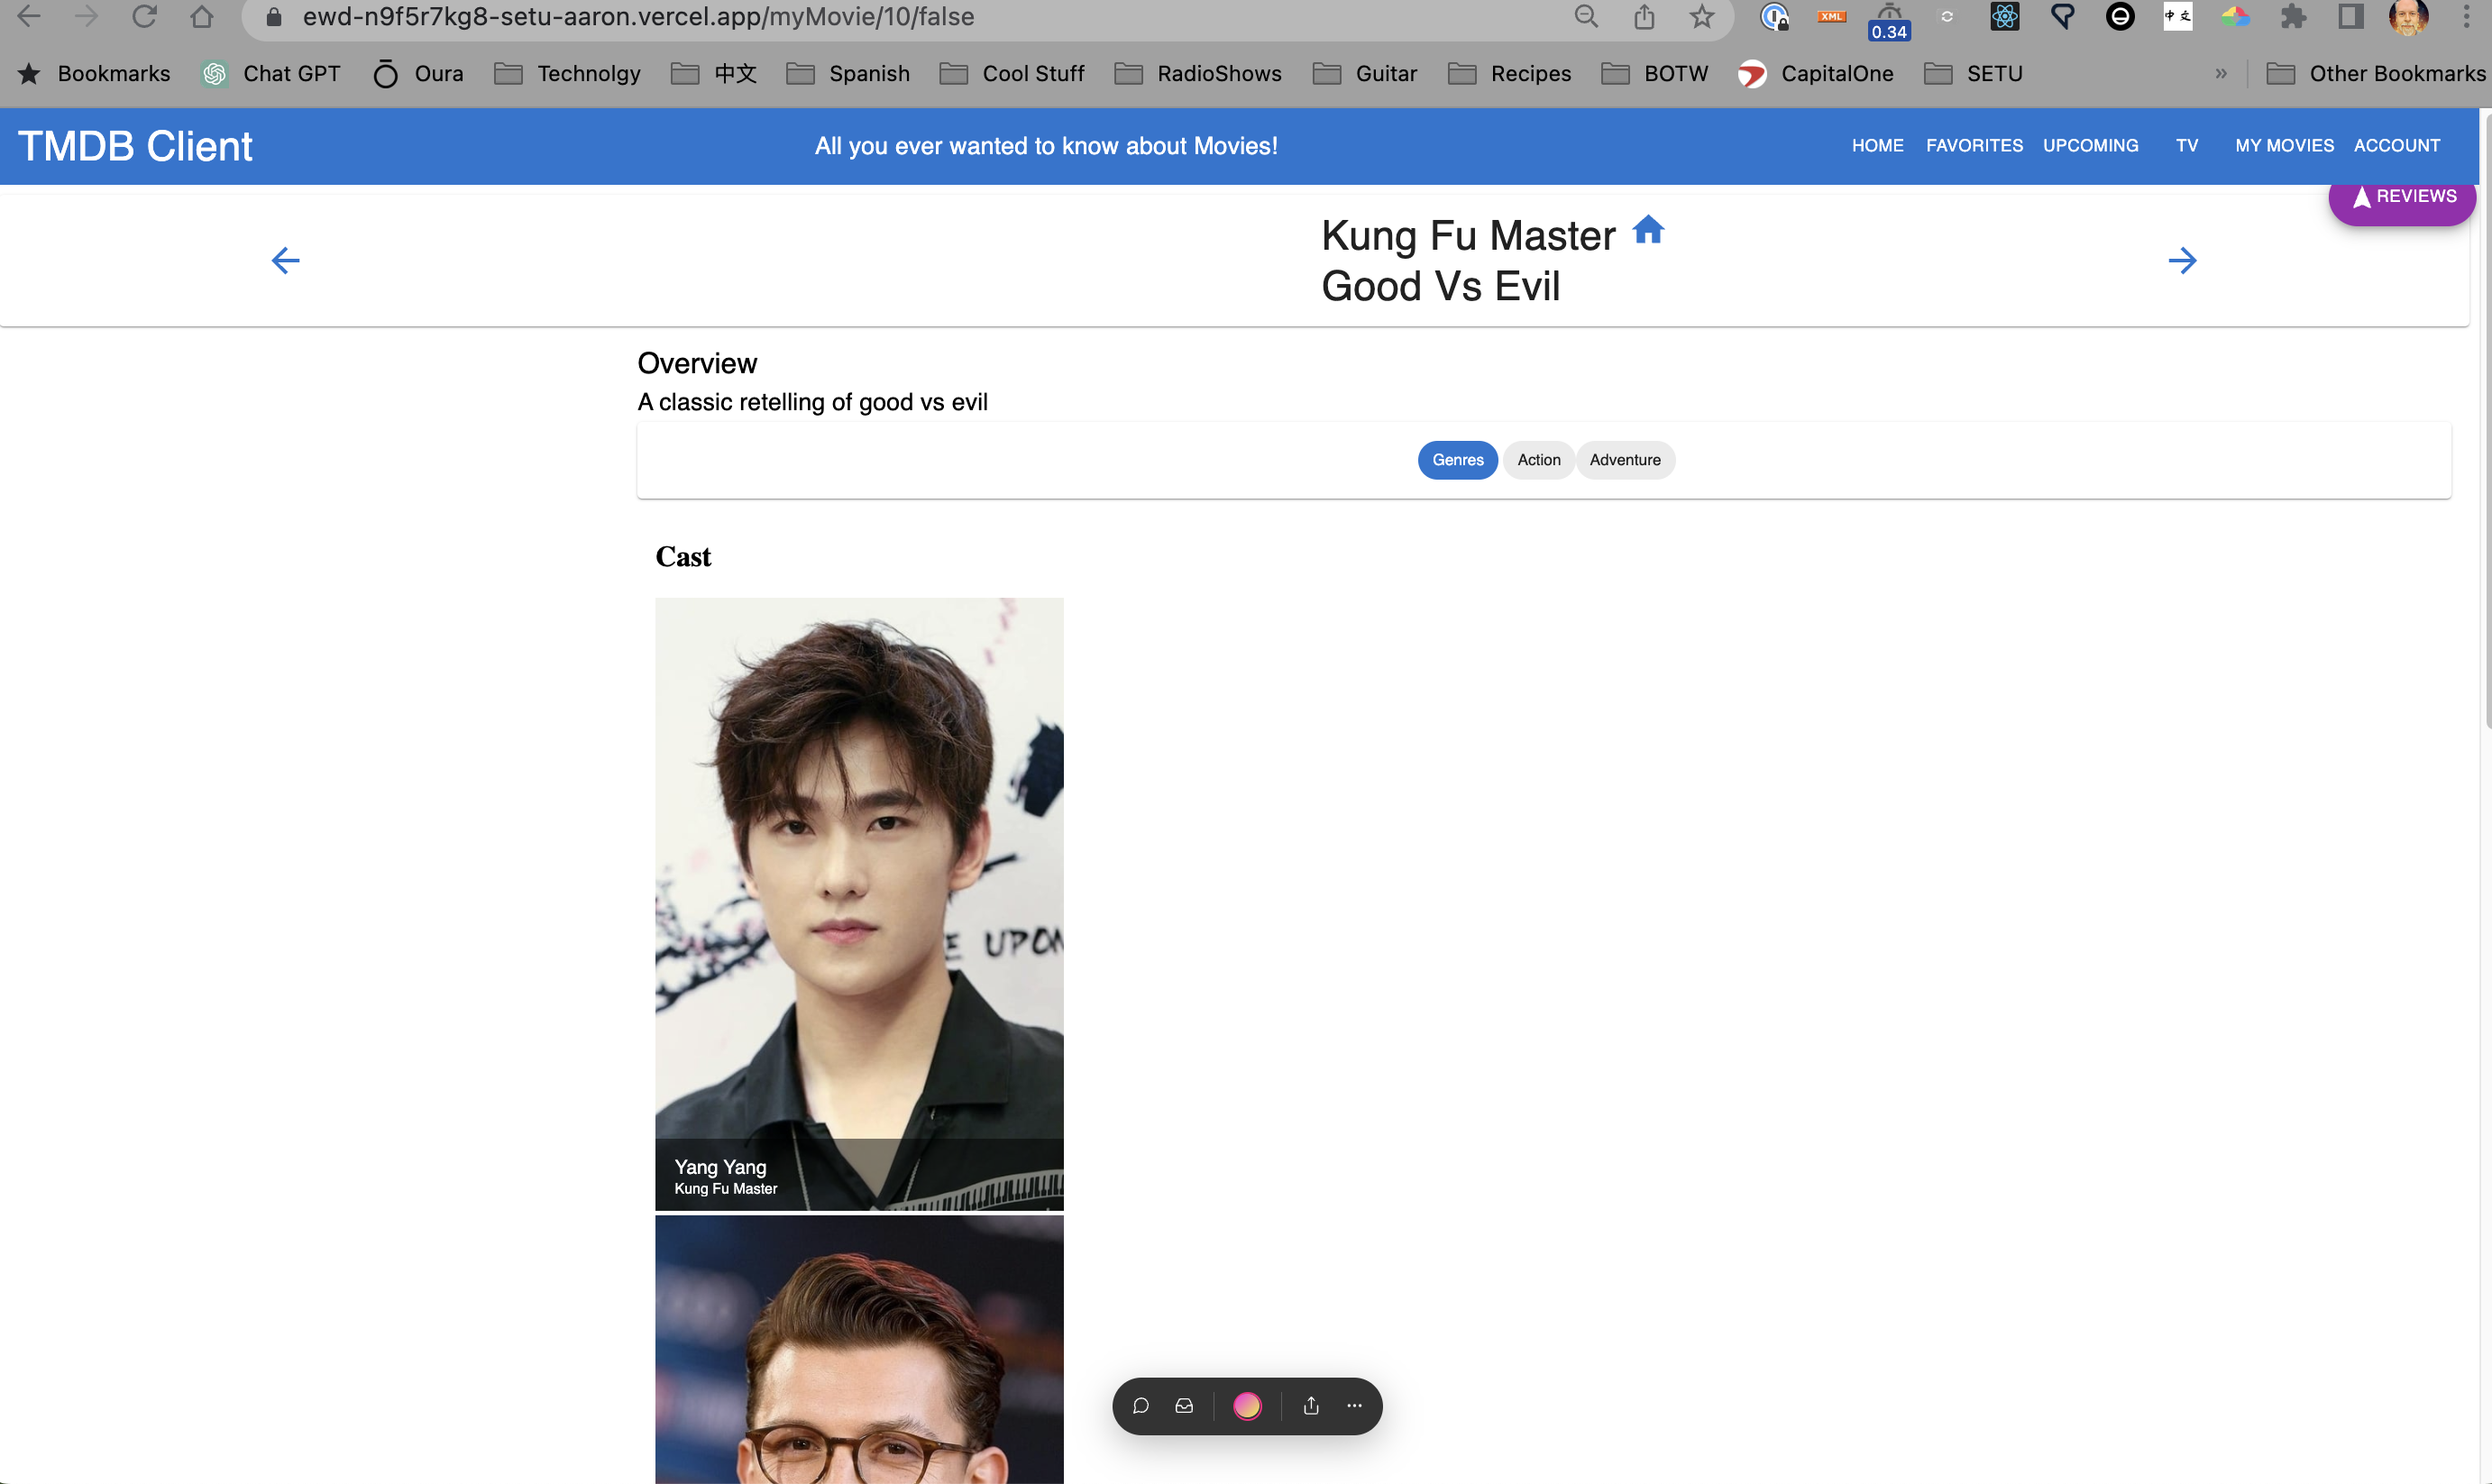 ewd-n9f5r7kg8-setu-aaron.vercel.app/myMovie/10/false
XML
0.34
中文
Bookmarks
Chat GPT
Oura
Technolgy
中文
Spanish
Cool Stuff
RadioShows
Guitar
Recipes
BOTW
CapitalOne
SETU
»
Other Bookmarks
TMDB Client
All you ever wanted to know about Movies!
HOME
FAVORITES
UPCOMING
TV
MY MOVIES
ACCOUNT
REVIEWS
Kung Fu Master
Good Vs Evil
Overview
A classic retelling of good vs evil
Genres
Action
Adventure
Cast
UPON
Yang Yang
Kung Fu Master